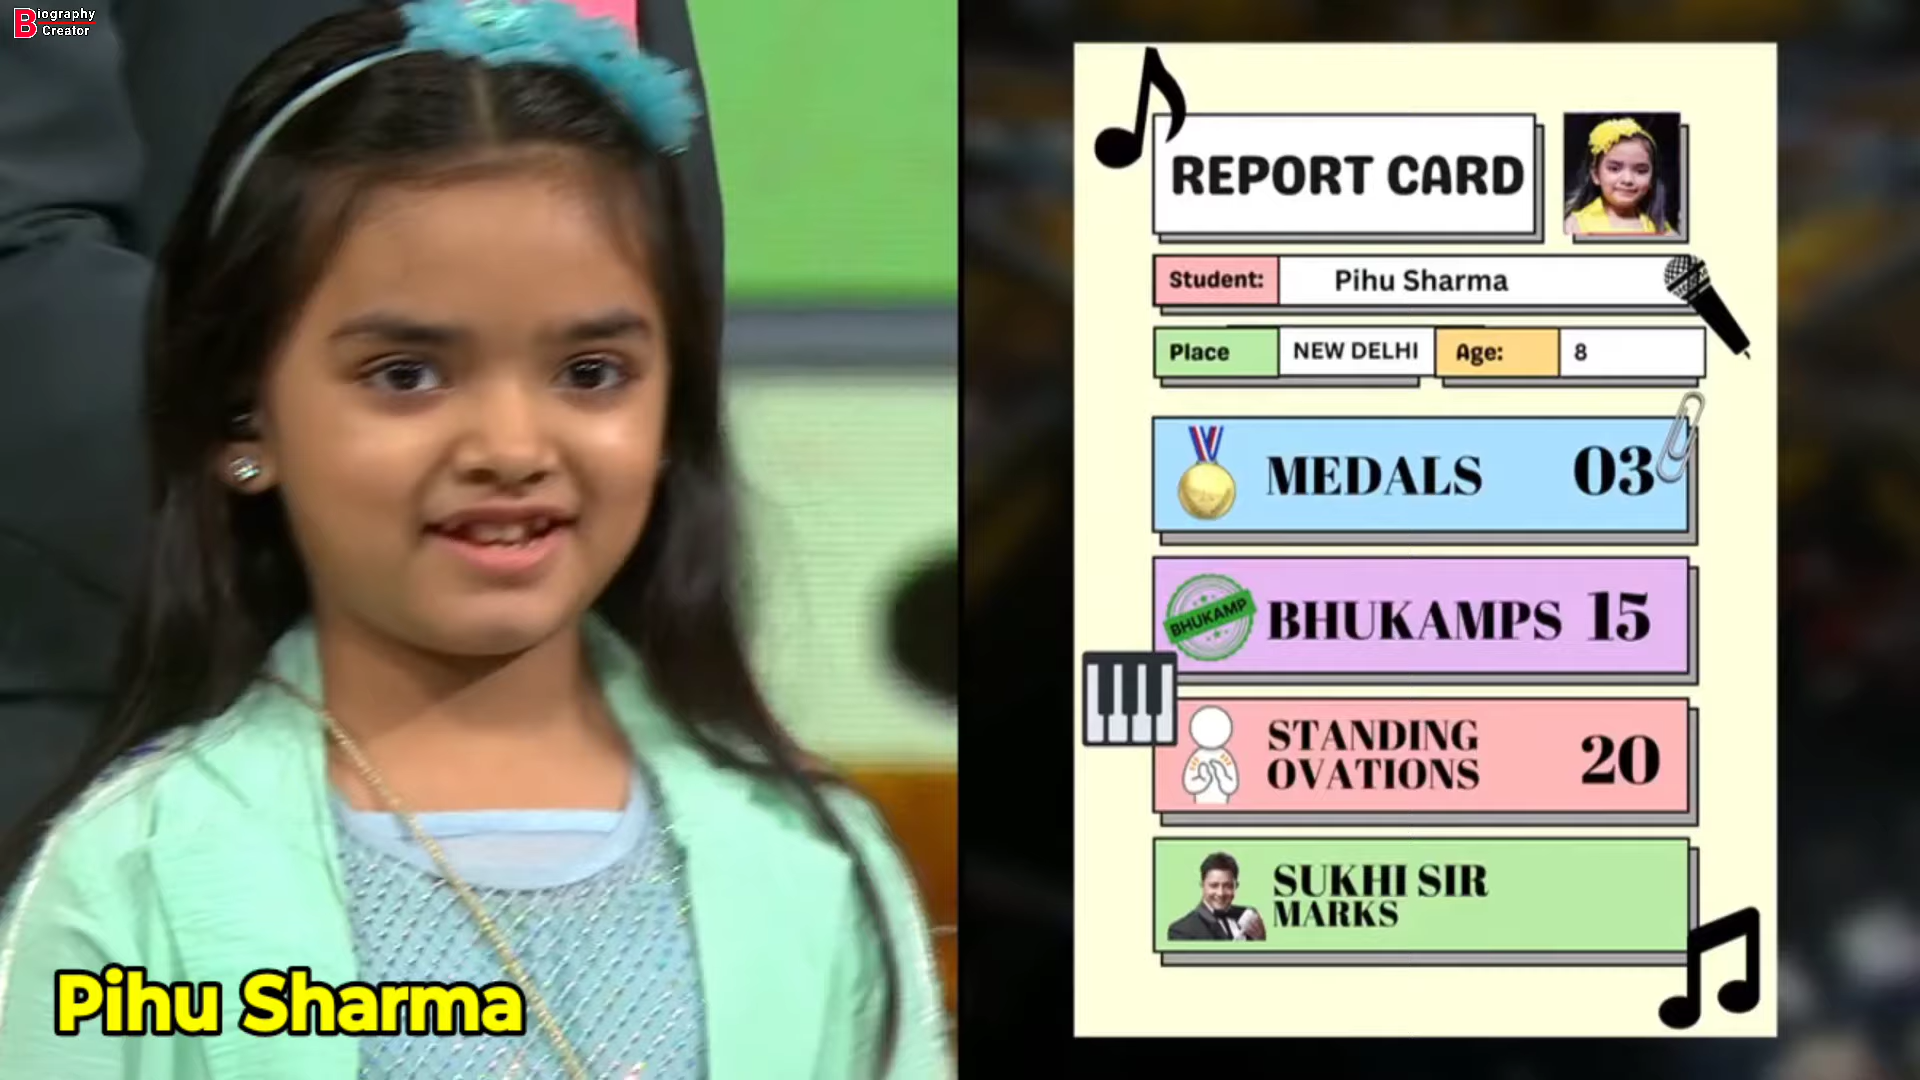 Biography
Creator
REPORT CARD
Student: Pihu Sharma
Place NEW DELHI Age: 8
MEDALS 03
BHUKAMP
BHUKAMPS 15
STANDING
OVATIONS 20
SUKHI SIR
MARKS
Pihu Sharma